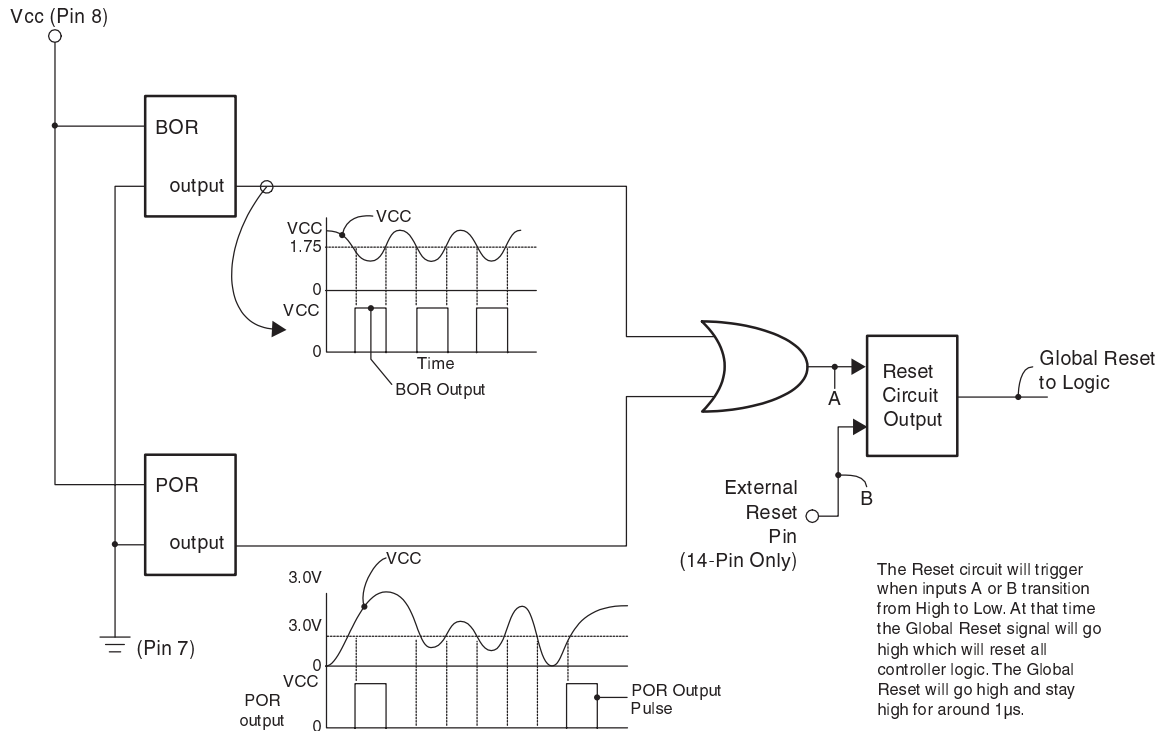 Vcc (Pin 8)
BOR
output
VCC
VCC
1.75
0
VCC
0
Time
BOR Output
POR
output
(Pin 7)
A
Reset
Circuit
Output
Global Reset
to Logic
B
External
Reset
Pin
(14-Pin Only)
VCC
3.0V
3.0V
0
VCC
POR
output
0
POR Output
Pulse
The Reset circuit will trigger
when inputs A or B transition
from High to Low. At that time
the Global Reset signal will go
high which will reset all
controller logic. The Global
Reset will go high and stay
high for around 1µs.